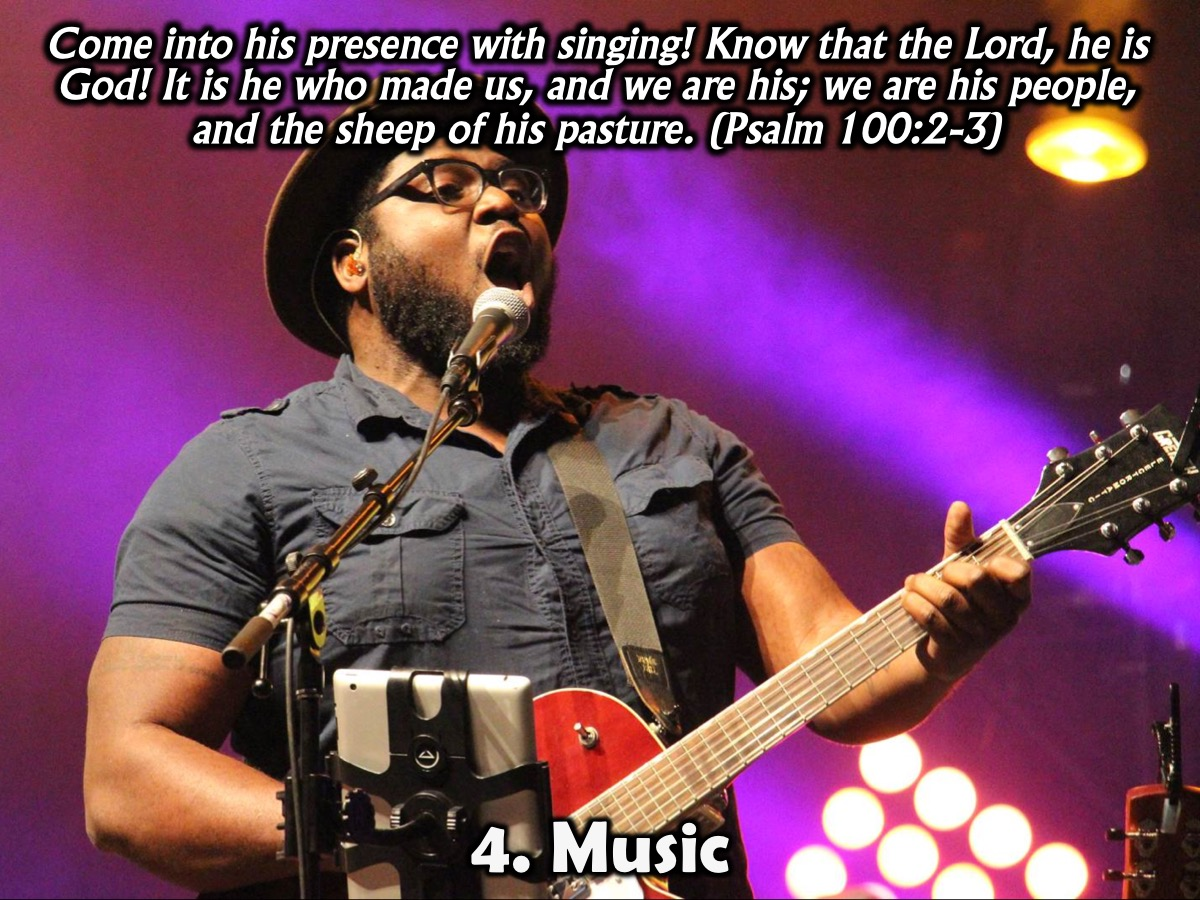 Come into his presence with singing! Know that the Lord, he is
God! It is he who made us, and we are his; we are his people,
and the sheep of his pasture. (Psalm 100:2-3)
4. Music